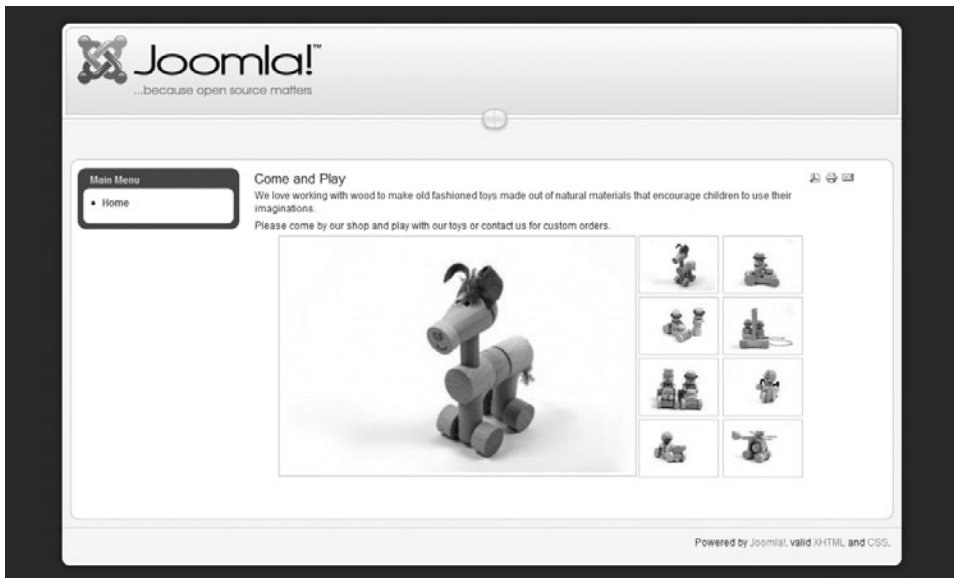 Joomla!™
...because open source matters
Main Menu
Home
Come and Play
We love working with wood to make old fashioned toys made out of natural materials that encourage children to use their
imaginations.
Please come by our shop and play with our toys or contact us for custom orders.
Powered by Joomla!. valid XHTML and CSS.